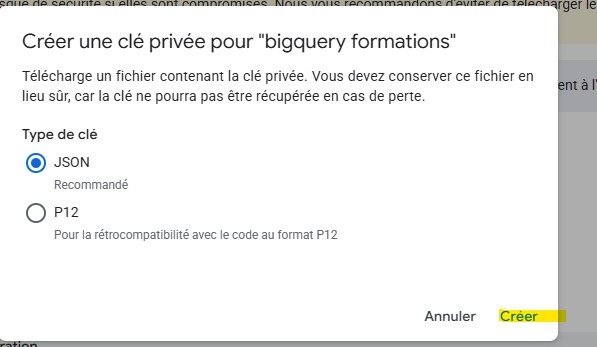 de sécurité si elles sont compromises. Nous vous recommandons d'éviter de télécharger le
Créer une clé privée pour "bigquery formations"
Télécharge un fichier contenant la clé privée. Vous devez conserver ce fichier en
lieu sûr, car la clé ne pourra pas être récupérée en cas de perte.
ent à l'
Type de clé
JSON
Recommandé
P12
Pour la rétrocompatibilité avec le code au format P12
Annuler
Créer